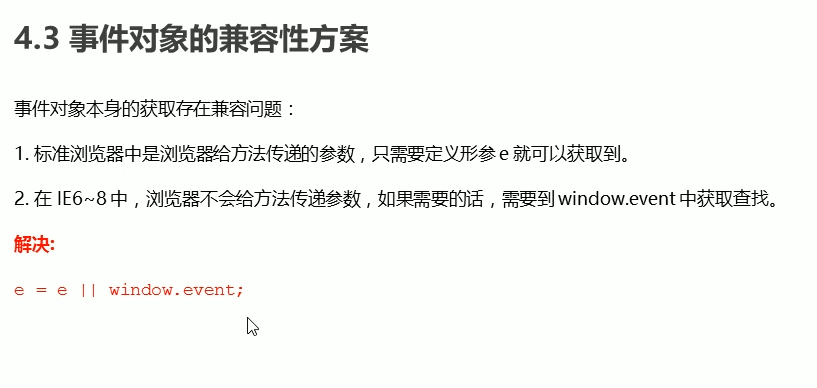 4.3 事件对象的兼容性方案
事件对象本身的获取存在兼容问题：
1. 标准浏览器中是浏览器给方法传递的参数，只需要定义形参 e 就可以获取到。
2. 在 IE6~8 中，浏览器不会给方法传递参数，如果需要的话，需要到 window.event 中获取查找。
解决:
e = e || window.event;